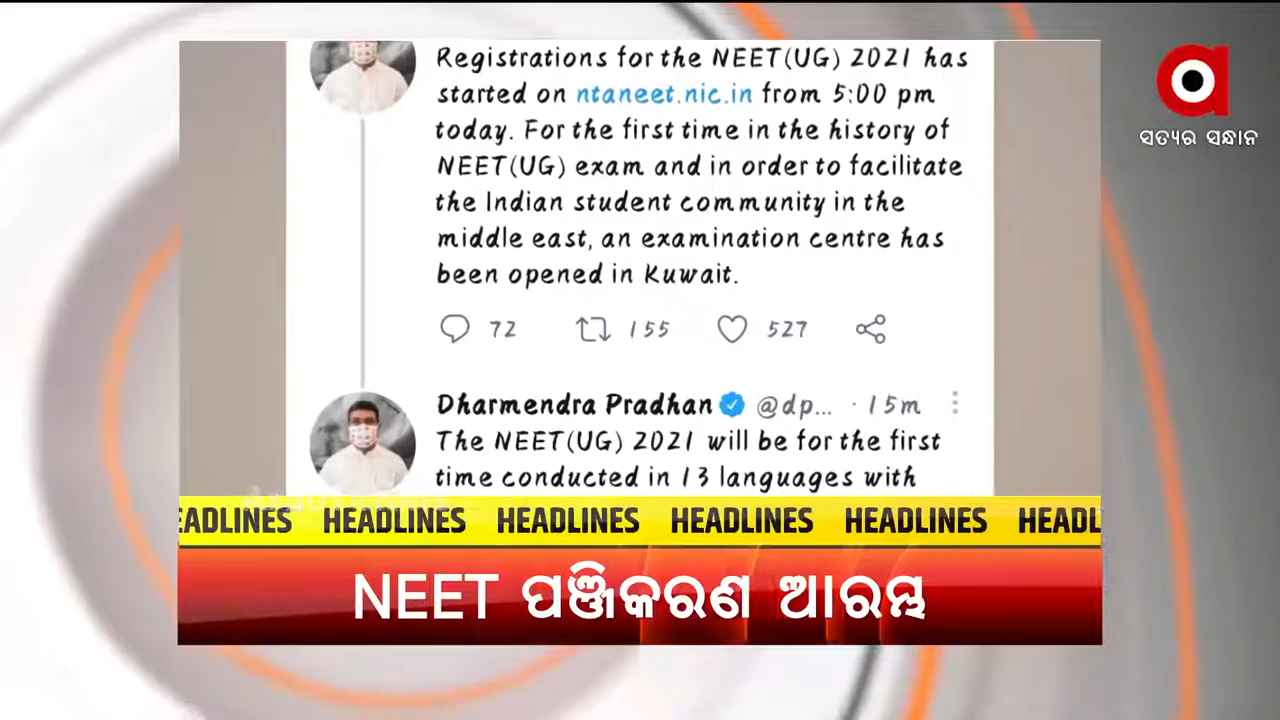 Registrations for the NEET(UG) 2021 has
started on ntaneet.nic.in from 5:00 pm
today. For the first time in the history of
NEET(UG) exam and in order to facilitate
the Indian student community in the
middle east, an examination centre has
been opened in Kuwait.
72 155 527
Dharmendra Pradhan @dp... · 15m
The NEET(UG) 2021 will be for the first
time conducted in 13 languages with
ସତ୍ୟର ସନ୍ଧାନ
EADLINES HEADLINES HEADLINES HEADLINES HEADLINES HEADL
NEET ପଞ୍ଜିକରଣ ଆରମ୍ଭ